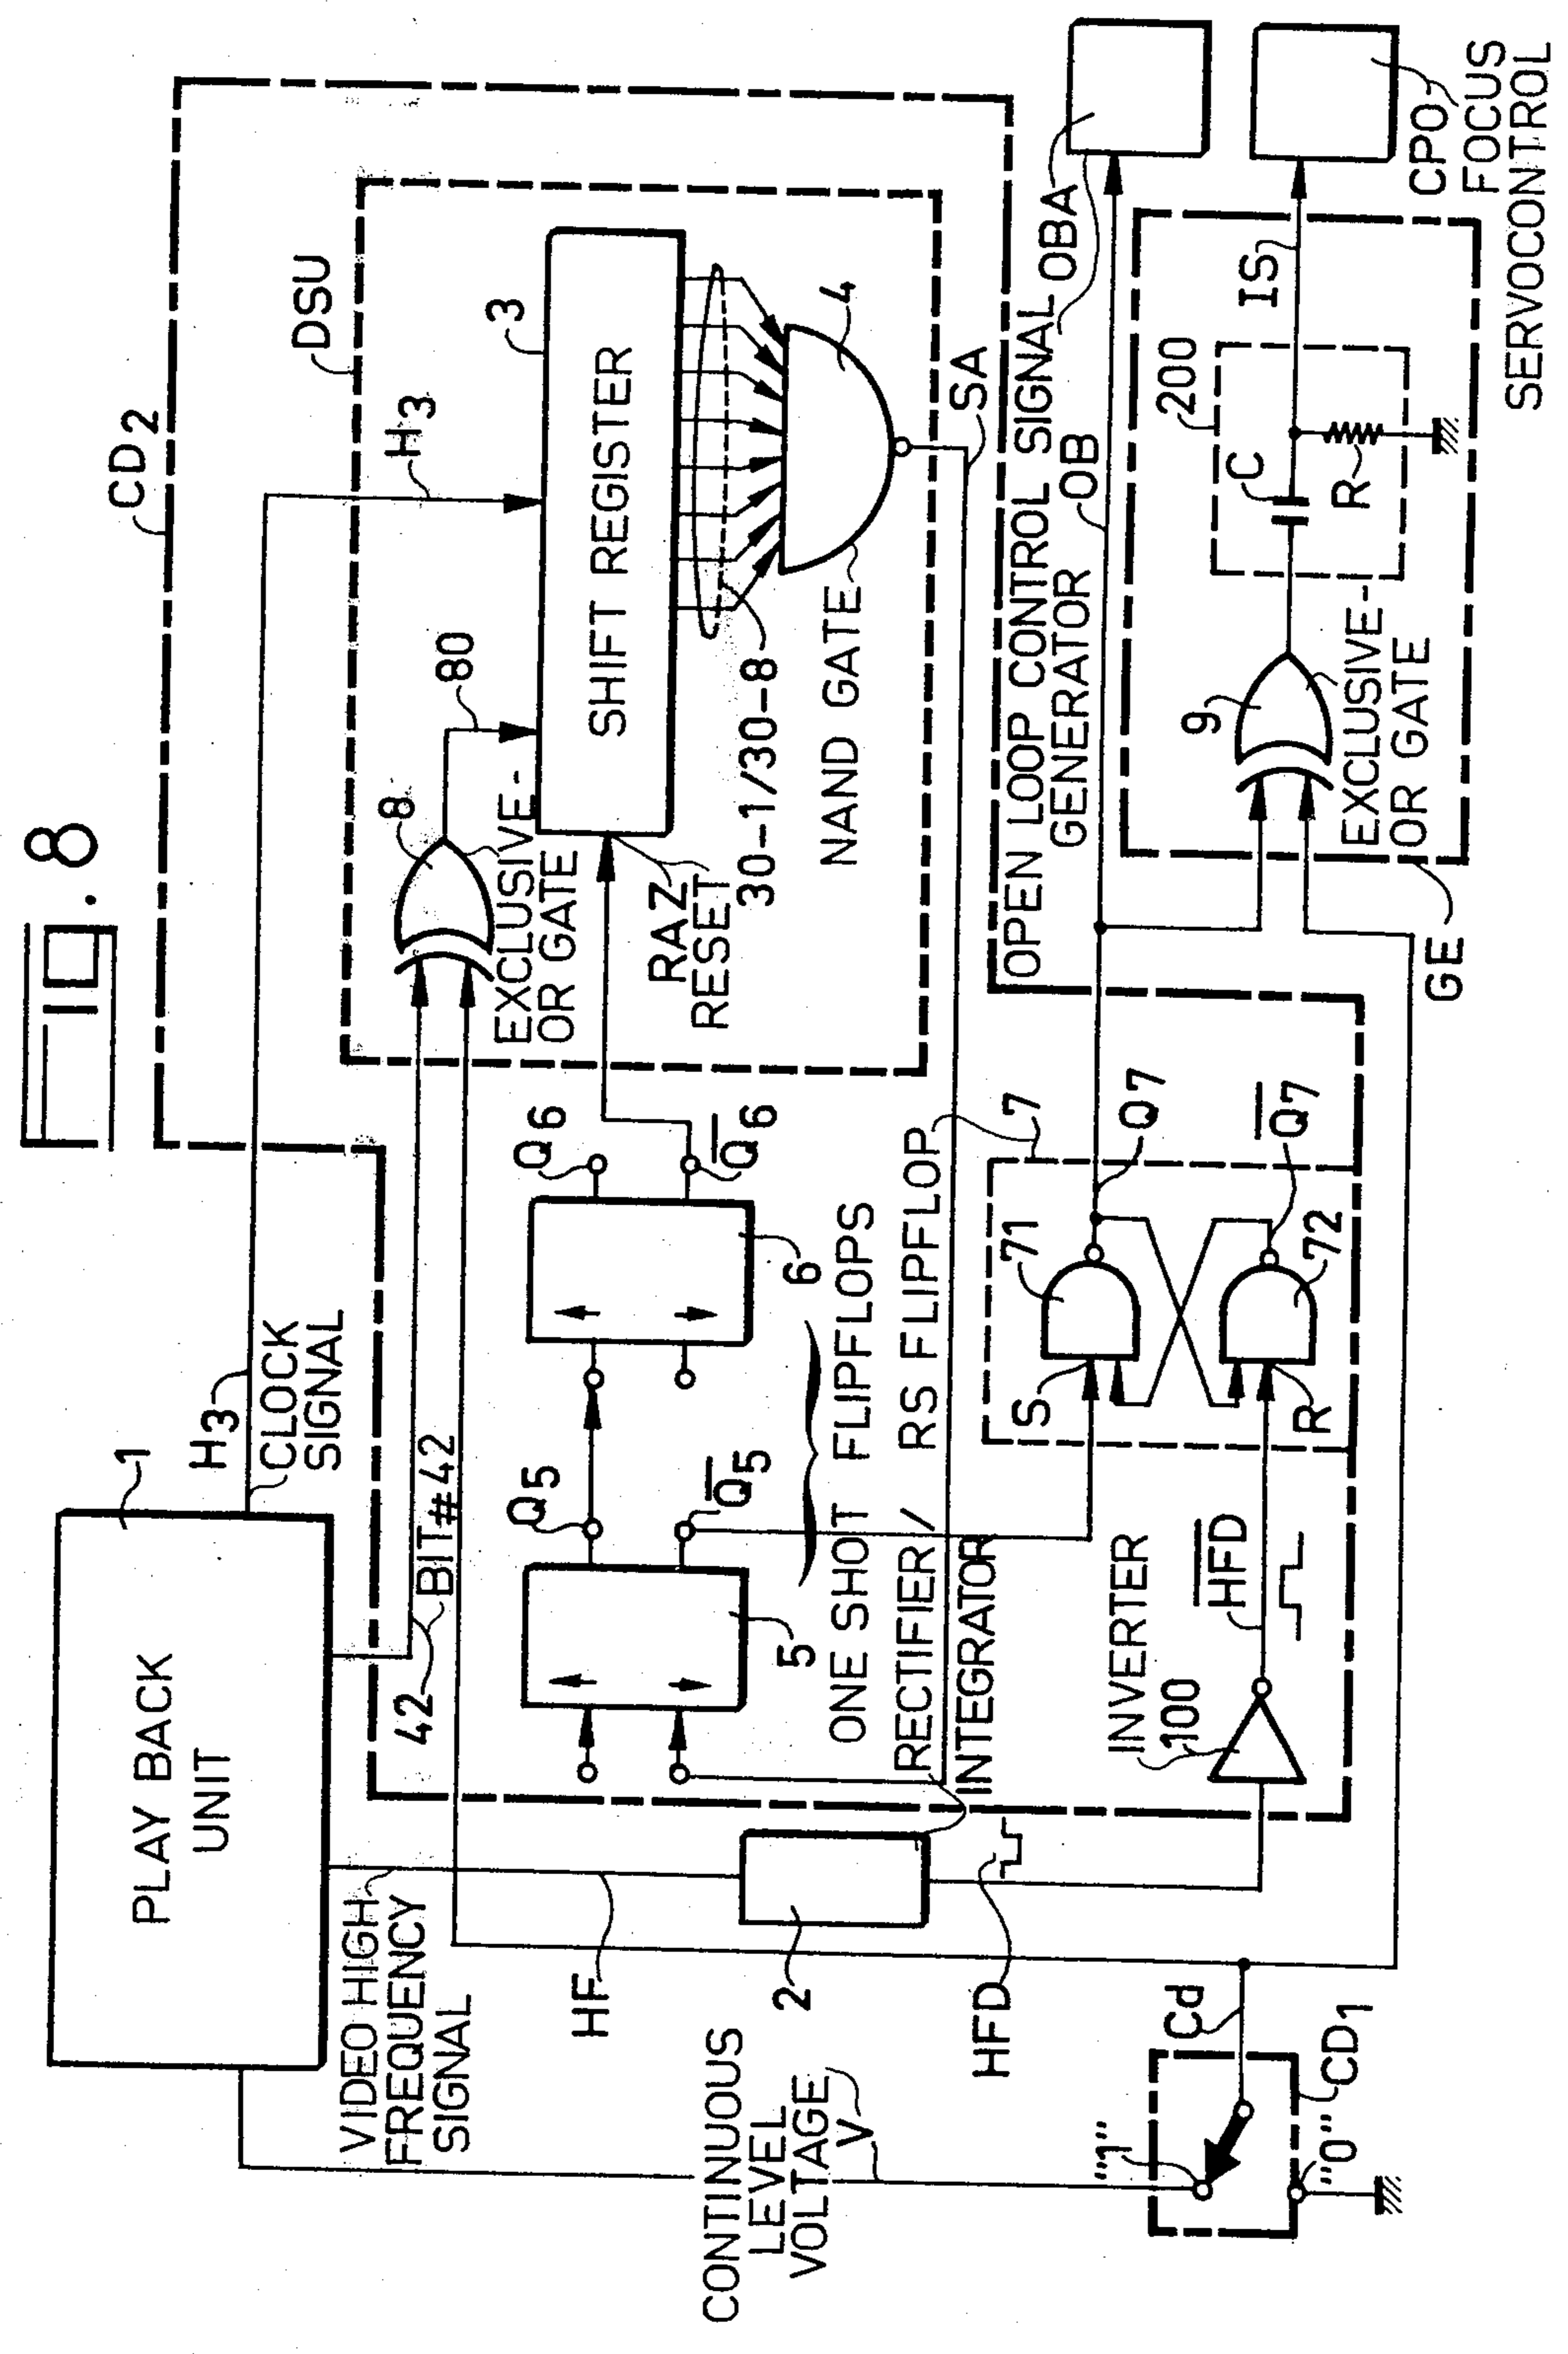 FIG. 8
PLAY BACK
UNIT
1
H3
CLOCK
SIGNAL
H3
CD2
DSU
42
BIT# 42
8
80
EXCLUSIVE-
OR GATE
3
SHIFT REGISTER
RAZ
RESET
30-1/30-8
NAND GATE
4
SA
VIDEO HIGH
FREQUENCY
SIGNAL
HF
2
HFD
RECTIFIER/
INTEGRATOR
Q5
Q5
5
Q6
Q6
6
ONE SHOT FLIPFLOPS
RS FLIPFLOP
7
S
71
Q7
Q7
72
R
INVERTER
100
HFD
OPEN LOOP CONTROL SIGNAL
GENERATOR
OB
OBA
CONTINUOUS
LEVEL
VOLTAGE
V
"1"
"0"
CD1
Cd
9
EXCLUSIVE-
OR GATE
GE
200
C
R
IS
CPO
FOCUS
SERVOCONTROL